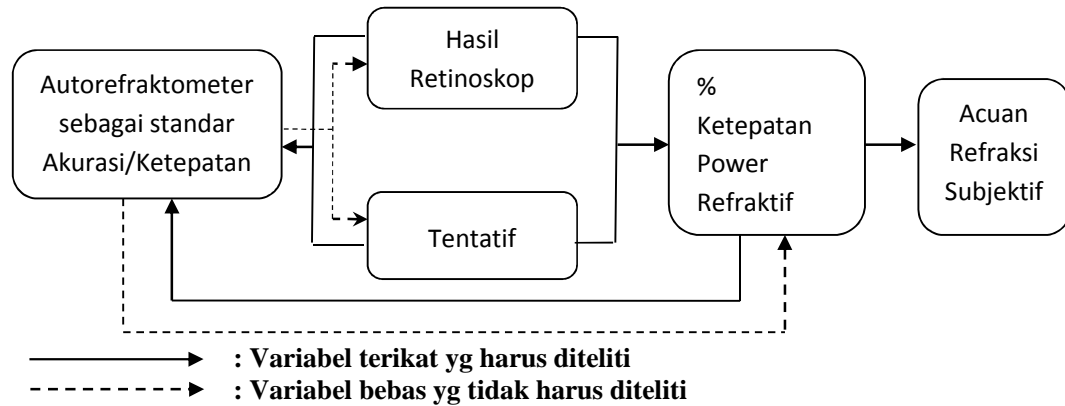 Autorefraktometer
sebagai standar
Akurasi/Ketepatan
Hasil
Retinoskop
Tentatif
%
Ketepatan
Power
Refraktif
Acuan
Refraksi
Subjektif
: Variabel terikat yg harus diteliti
: Variabel bebas yg tidak harus diteliti